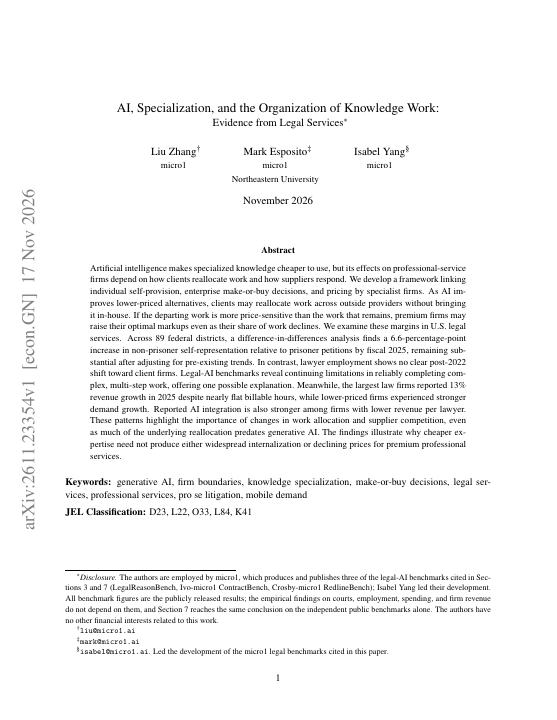 AI, Specialization, and the Organization of Knowledge Work:
Evidence from Legal Services*
Liu Zhang† Mark Esposito‡ Isabel Yang§
micro1 micro1 micro1
Northeastern University
November 2026
Abstract
Artificial intelligence makes specialized knowledge cheaper to use, but its effects on professional-service
firms depend on how clients reallocate work and how suppliers respond. We develop a framework linking
individual self-provision, enterprise make-or-buy decisions, and pricing by specialist firms. As AI im-
proves lower-priced alternatives, clients may reallocate work across outside providers without bringing
it in-house. If the departing work is more price-sensitive than the work that remains, premium firms may
raise their optimal markups even as their share of work declines. We examine these margins in U.S. legal
services. Across 89 federal districts, a difference-in-differences analysis finds a 6.6-percentage-point
increase in non-prisoner self-representation relative to prisoner petitions by fiscal 2025, remaining sub-
stantial after adjusting for pre-existing trends. In contrast, lawyer employment shows no clear post-2022
shift toward client firms. Legal-AI benchmarks reveal continuing limitations in reliably completing com-
plex, multi-step work, offering one possible explanation. Meanwhile, the largest law firms reported 13%
revenue growth in 2025 despite nearly flat billable hours, while lower-priced firms experienced stronger
demand growth. Reported AI integration is also stronger among firms with lower revenue per lawyer.
These patterns highlight the importance of changes in work allocation and supplier competition, even
as much of the underlying reallocation predates generative AI. The findings illustrate why cheaper ex-
pertise need not produce either widespread internalization or declining prices for premium professional
services.
Keywords: generative AI, firm boundaries, knowledge specialization, make-or-buy decisions, legal ser-
vices, professional services, pro se litigation, mobile demand
JEL Classification: D23, L22, O33, L84, K41
*Disclosure. The authors are employed by micro1, which produces and publishes three of the legal-AI benchmarks cited in Sec-
tions 3 and 7 (LegalReasonBench, Ivo-micro1 ContractBench, Crosby-micro1 RedlineBench); Isabel Yang led their development.
All benchmark figures are the publicly released results; the empirical findings on courts, employment, spending, and firm revenue
do not depend on them, and Section 7 reaches the same conclusion on the independent public benchmarks alone. The authors have
no other financial interests related to this work.
†liu@micro1.ai
‡mark@micro1.ai
§isabel@micro1.ai. Led the development of the micro1 legal benchmarks cited in this paper.
1
arXiv:2611.23354v1 [econ.GN] 17 Nov 2026